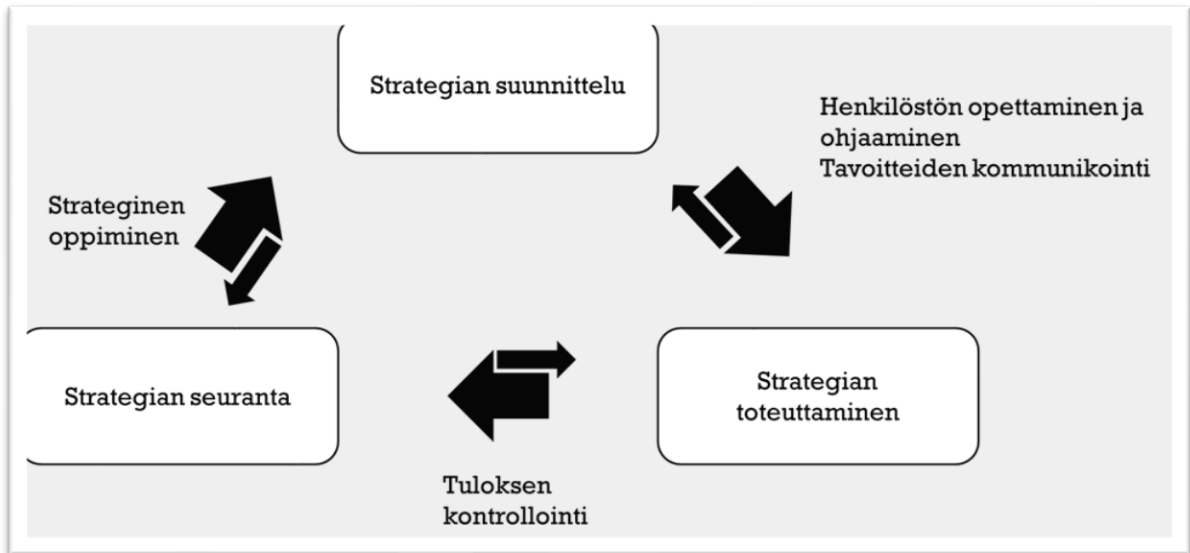 Strategian suunnittelu
Henkilöstön opettaminen ja
ohjaaminen
Tavoitteiden kommunikointi
Strateginen
oppiminen
Strategian seuranta
Strategian
toteuttaminen
Tuloksen
kontrollointi